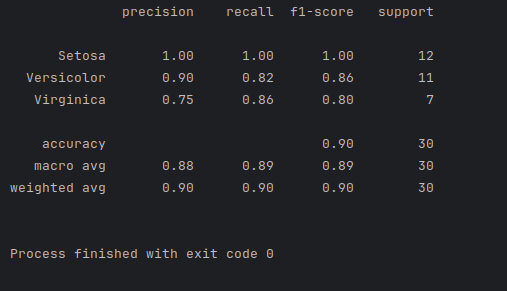 precision recall f1-score support
Setosa 1.00 1.00 1.00 12
Versicolor 0.90 0.82 0.86 11
Virginica 0.75 0.86 0.80 7
accuracy 0.90 30
macro avg 0.88 0.89 0.89 30
weighted avg 0.90 0.90 0.90 30
Process finished with exit code 0